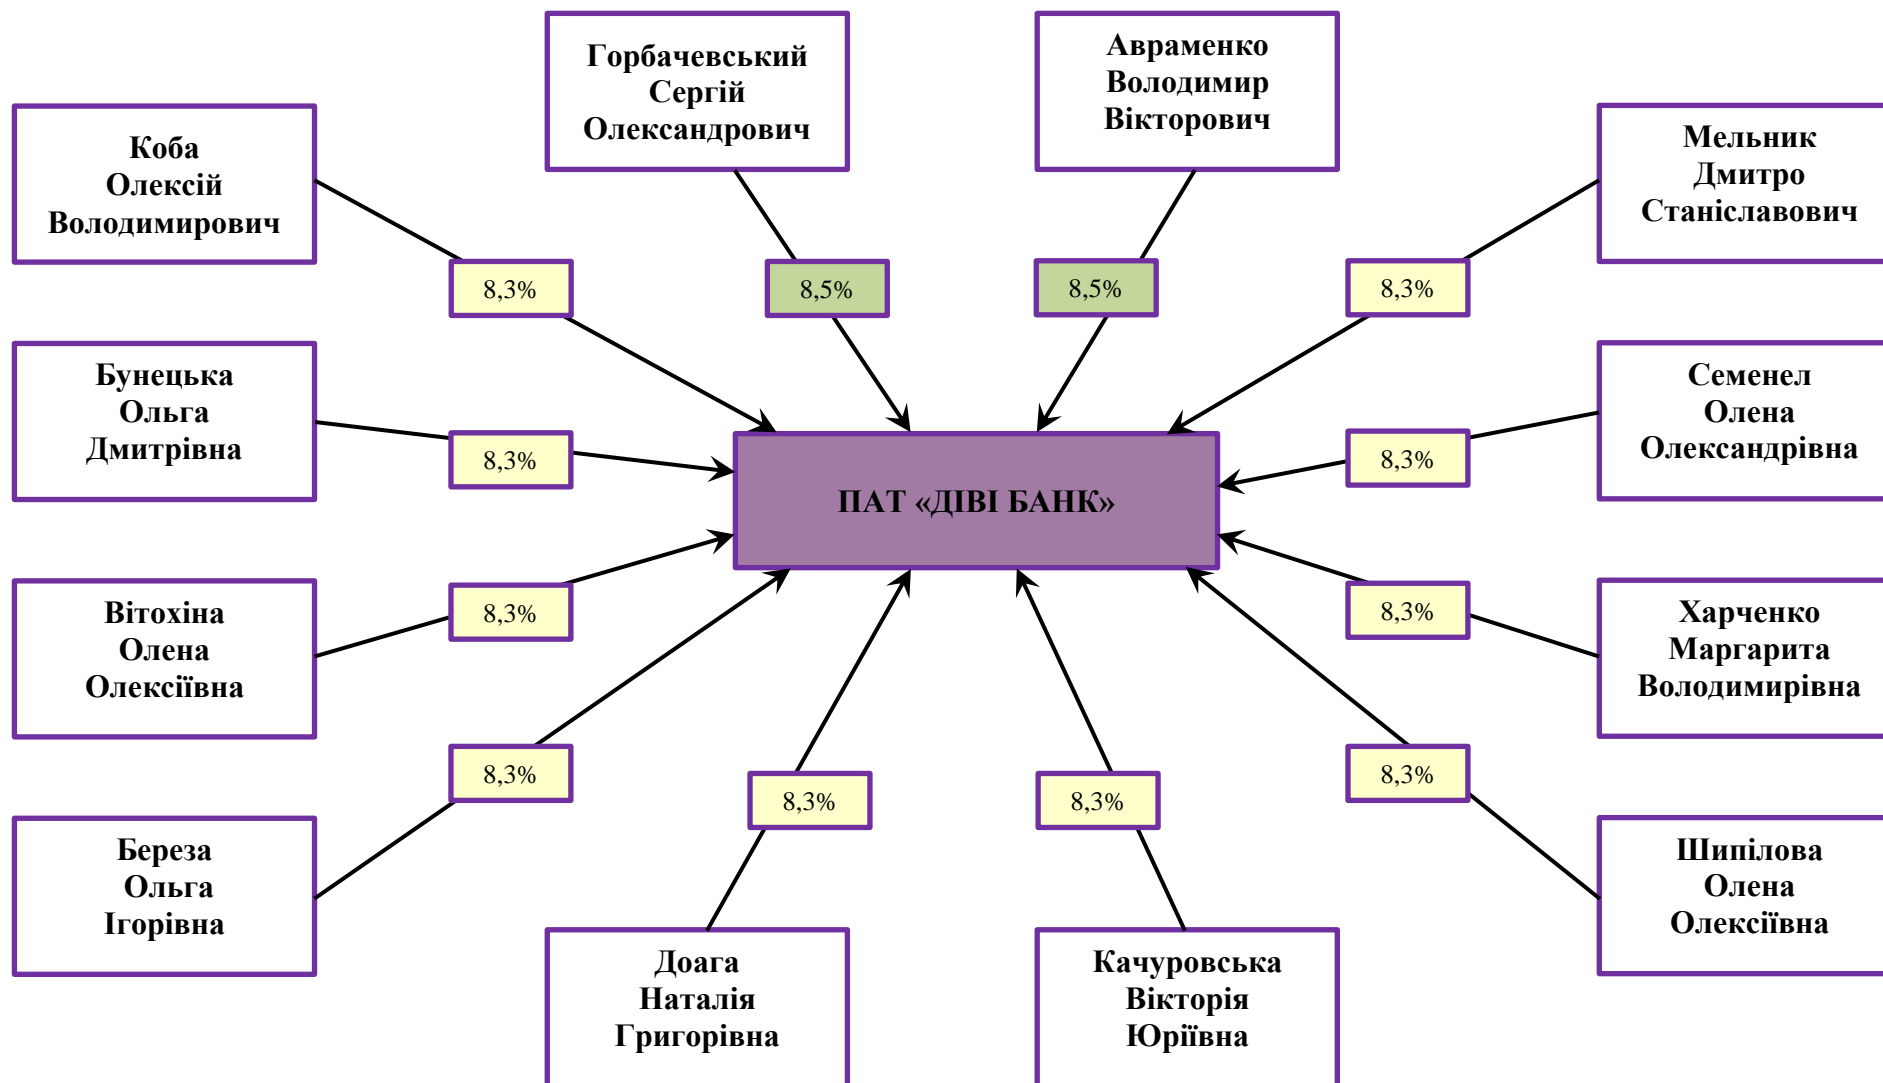 Горбачевський
Сергій
Олександрович
Авраменко
Володимир
Вікторович
Коба
Олексій
Володимирович
Мельник
Дмитро
Станіславович
8,3%
8,5%
8,5%
8,3%
Бунецька
Ольга
Дмитрівна
8,3%
ПАТ «ДІВІ БАНК»
8,3%
Семенел
Олена
Олександрівна
Вітохіна
Олена
Олексіївна
8,3%
8,3%
Харченко
Маргарита
Володимирівна
8,3%
8,3%
8,3%
8,3%
Береза
Ольга
Ігорівна
Шипілова
Олена
Олексіївна
Доага
Наталія
Григорівна
Качуровська
Вікторія
Юріївна